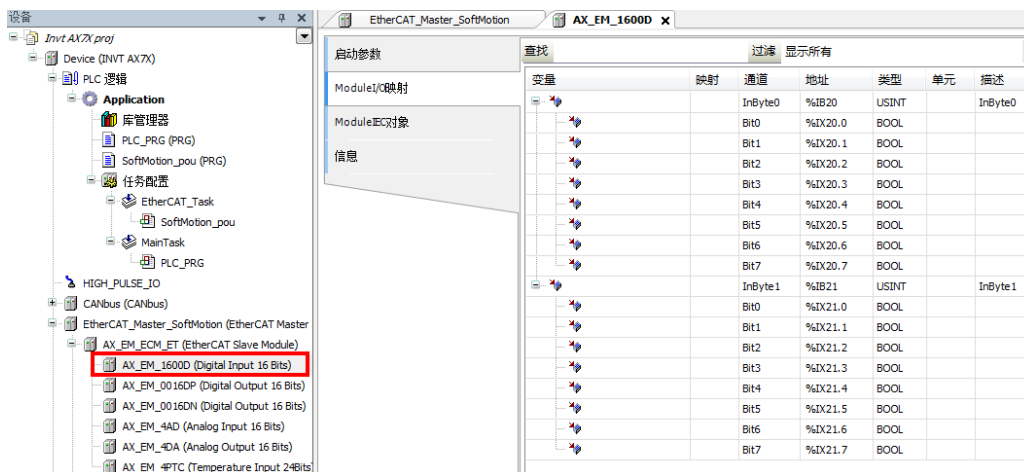 设备
Invt AX7X proj
Device (INVT AX7X)
PLC 逻辑
Application
库管理器
PLC_PRG (PRG)
SoftMotion_pou (PRG)
任务配置
EtherCAT_Task
SoftMotion_pou
MainTask
PLC_PRG
HIGH_PULSE_IO
CANbus (CANbus)
EtherCAT_Master_SoftMotion (EtherCAT Master
AX_EM_ECM_ET (EtherCAT Slave Module)
AX_EM_1600D (Digital Input 16 Bits)
AX_EM_0016DP (Digital Output 16 Bits)
AX_EM_0016DN (Digital Output 16 Bits)
AX_EM_4AD (Analog Input 16 Bits)
AX_EM_4DA (Analog Output 16 Bits)
AX_EM_4PTC (Temperature Input 24Bits
EtherCAT_Master_SoftMotion AX_EM_1600D
启动参数
ModuleI/O映射
ModuleIEC对象
信息
查找 过滤 显示所有
变量 映射 通道 地址 类型 单元 描述
InByte0 %IB20 USINT InByte0
Bit0 %IX20.0 BOOL
Bit1 %IX20.1 BOOL
Bit2 %IX20.2 BOOL
Bit3 %IX20.3 BOOL
Bit4 %IX20.4 BOOL
Bit5 %IX20.5 BOOL
Bit6 %IX20.6 BOOL
Bit7 %IX20.7 BOOL
InByte1 %IB21 USINT InByte1
Bit0 %IX21.0 BOOL
Bit1 %IX21.1 BOOL
Bit2 %IX21.2 BOOL
Bit3 %IX21.3 BOOL
Bit4 %IX21.4 BOOL
Bit5 %IX21.5 BOOL
Bit6 %IX21.6 BOOL
Bit7 %IX21.7 BOOL